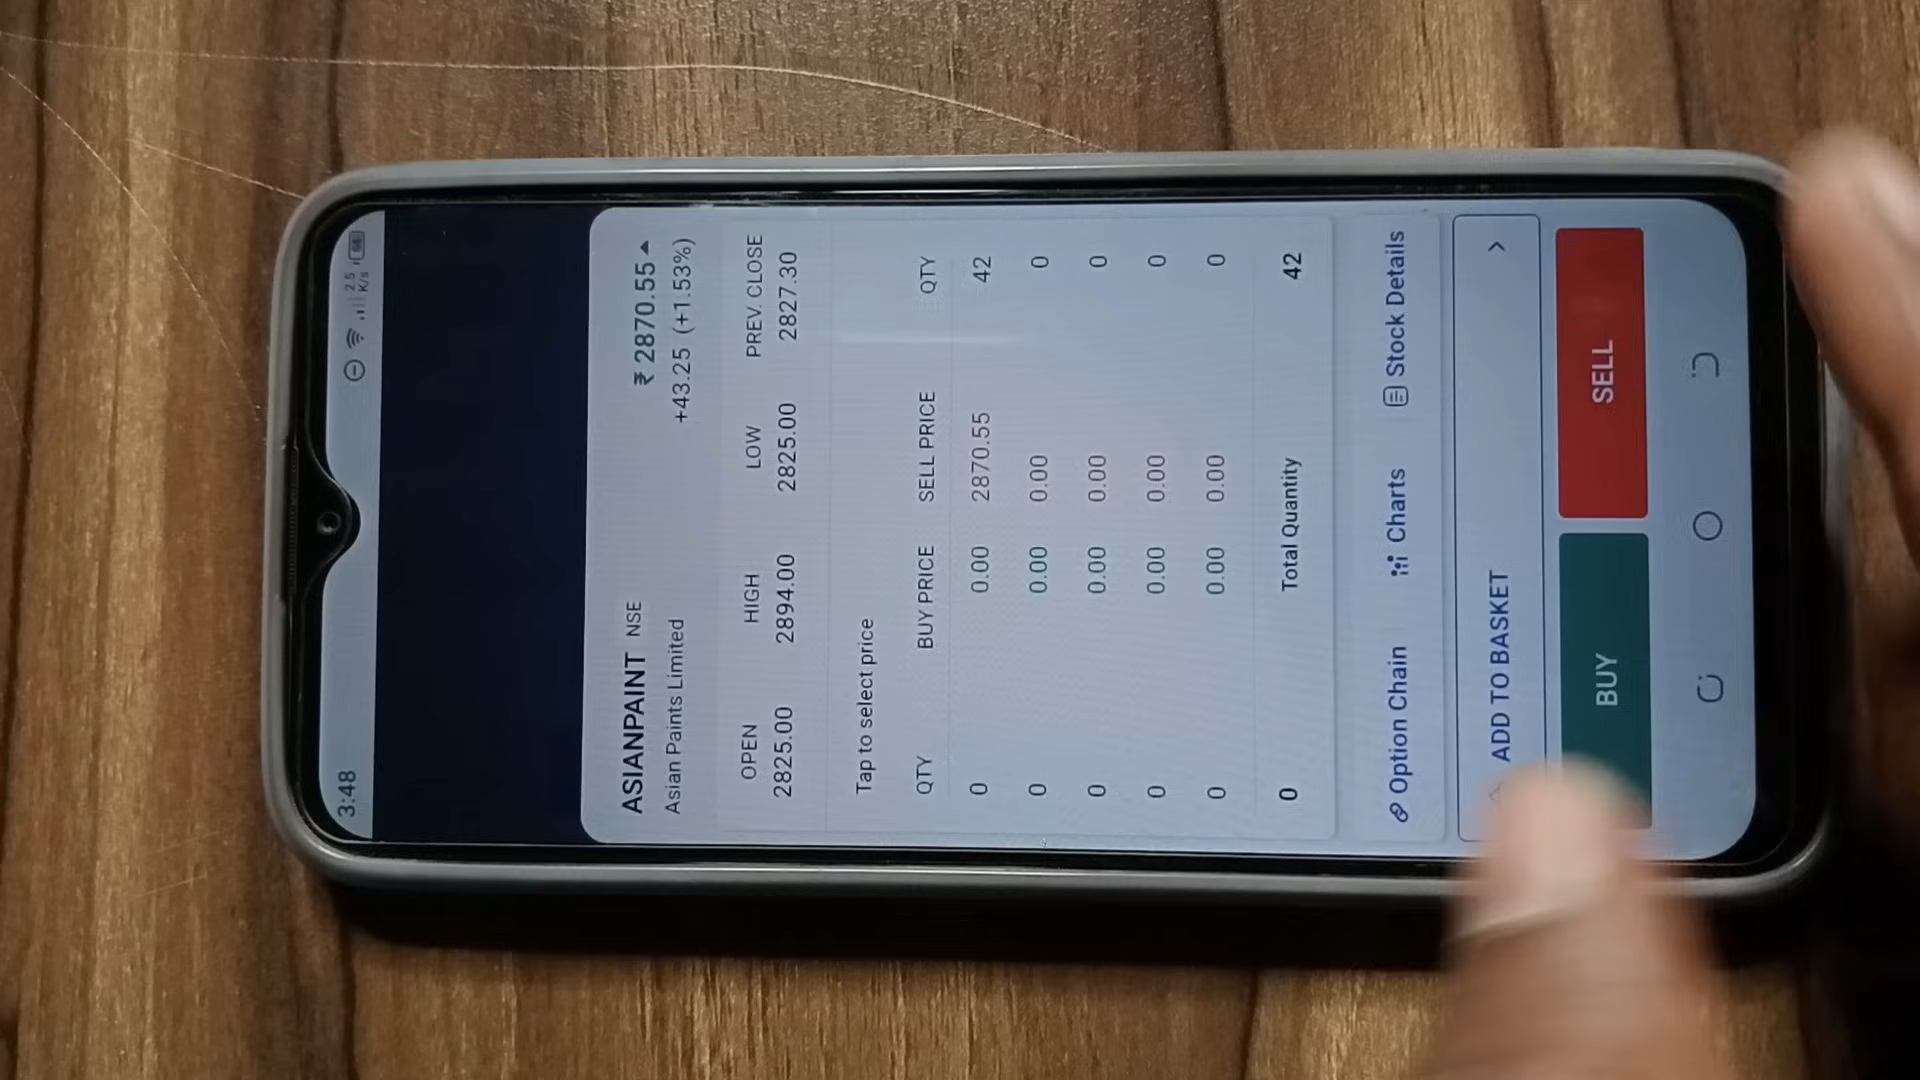 3:48
2.5 K/s
ASIANPAINT NSE ₹ 2870.55
Asian Paints Limited +43.25 (+1.53%)
OPEN HIGH LOW PREV. CLOSE
2825.00 2894.00 2825.00 2827.30
Tap to select price
QTY BUY PRICE SELL PRICE QTY
0 0.00 2870.55 42
0 0.00 0.00 0
0 0.00 0.00 0
0 0.00 0.00 0
0 0.00 0.00 0
0 Total Quantity 42
Option Chain Charts Stock Details
ADD TO BASKET
BUY SELL